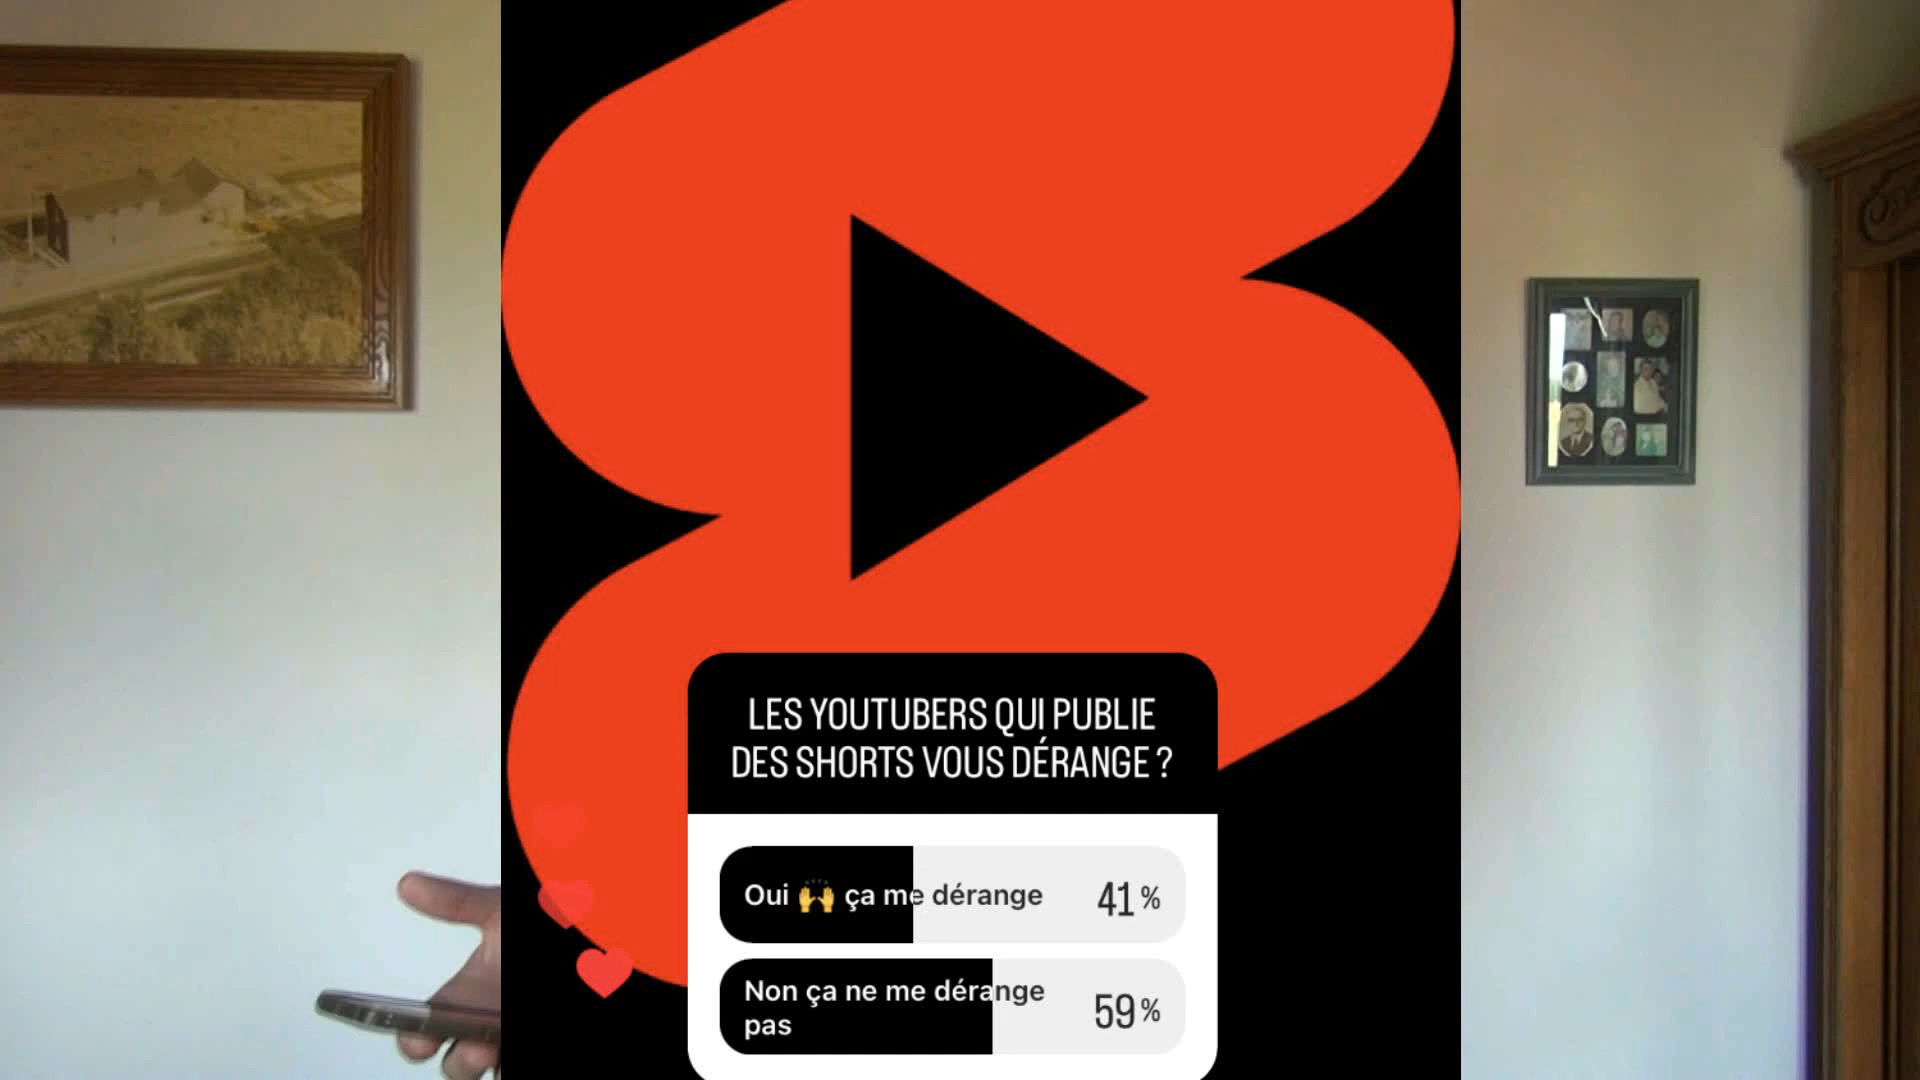 LES YOUTUBERS QUI PUBLIE
DES SHORTS VOUS DÉRANGE ?
Oui 🙌 ça me dérange 41%
Non ça ne me dérange
pas 59%